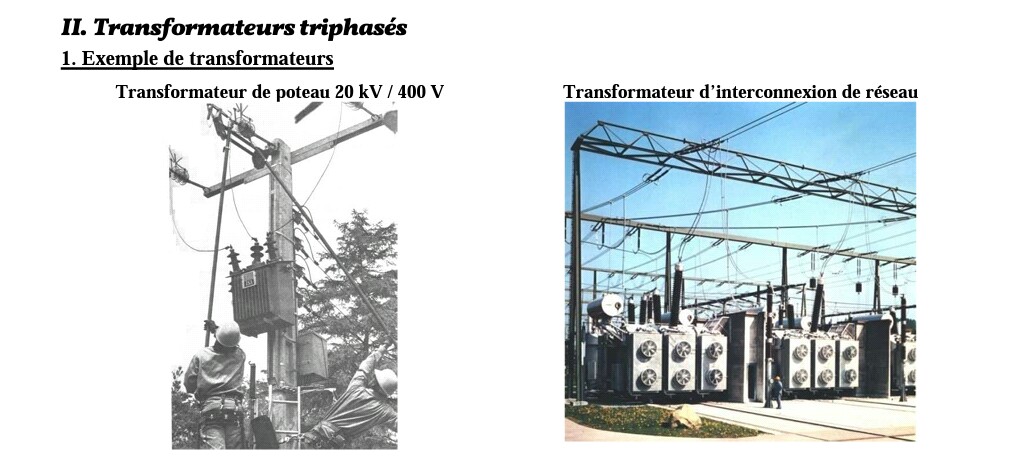 II. Transformateurs triphasés
1. Exemple de transformateurs
Transformateur de poteau 20 kV / 400 V
Transformateur d'interconnexion de réseau